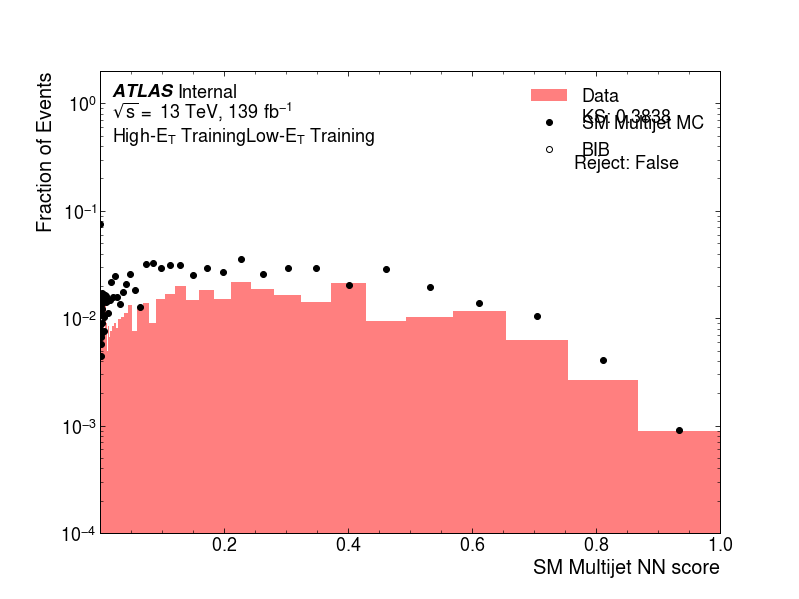 ATLAS Internal
√s = 13 TeV, 139 fb⁻¹
High-E_T TrainingLow-E_T Training
Data
KS: 0.3838
SM Multijet MC
BIB
Reject: False
Fraction of Events
10⁰
10⁻¹
10⁻²
10⁻³
10⁻⁴
0.2 0.4 0.6 0.8 1.0
SM Multijet NN score